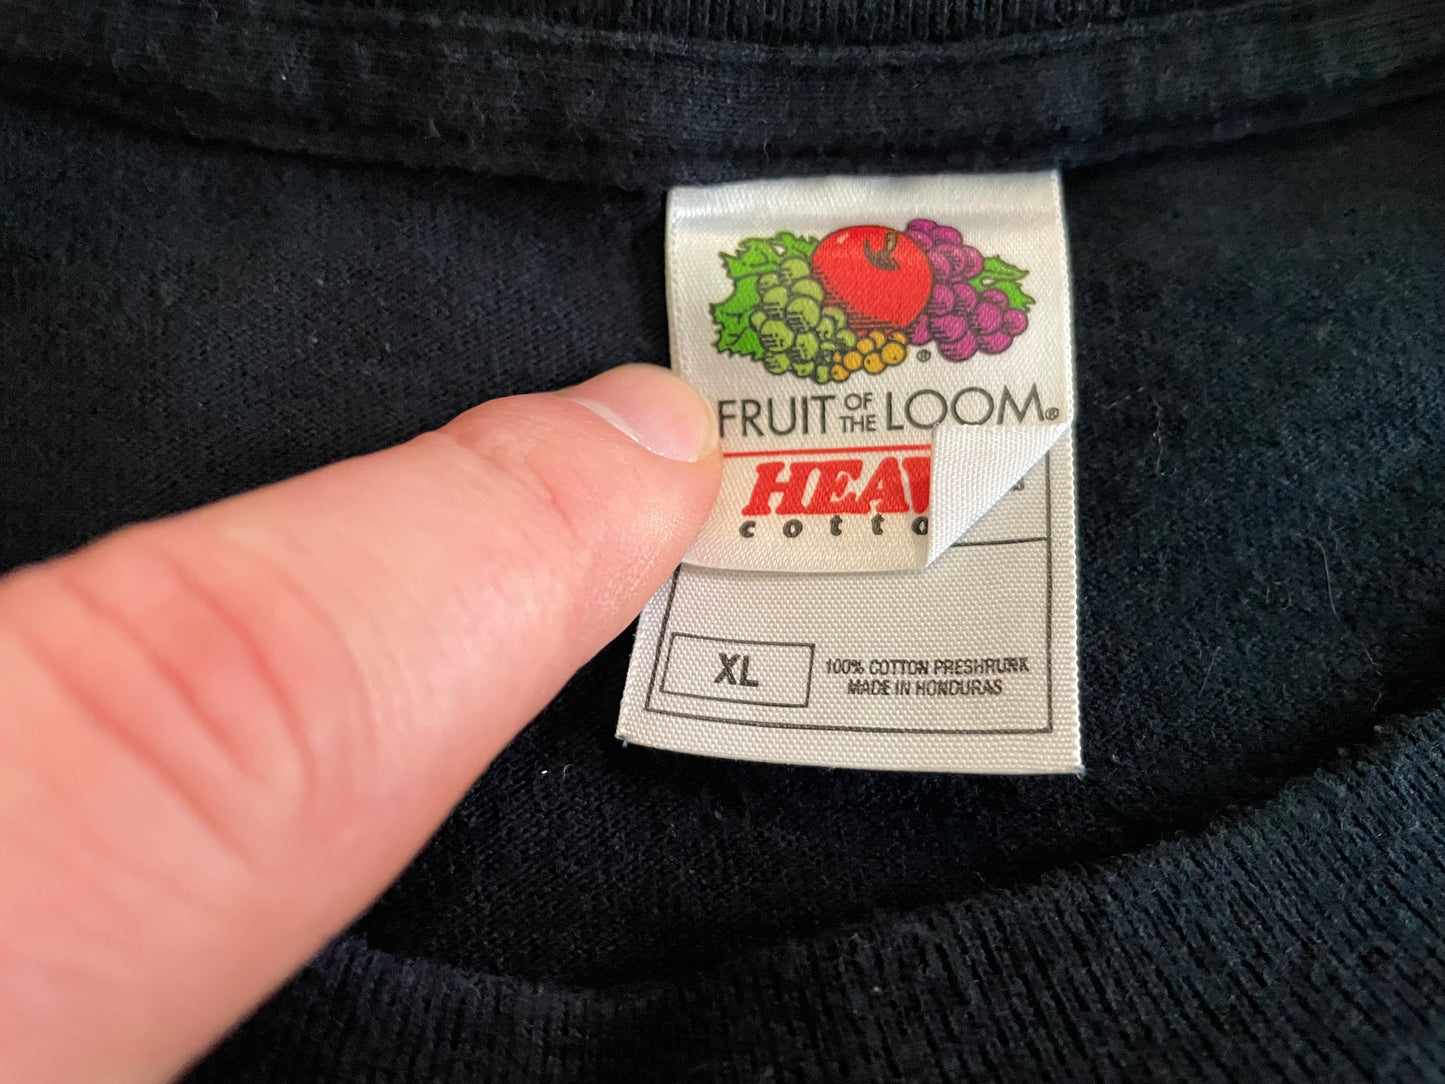 FRUIT OF THE LOOM®
HEAV
cotto
XL
100% COTTON PRESHRUNK
MADE IN HONDURAS